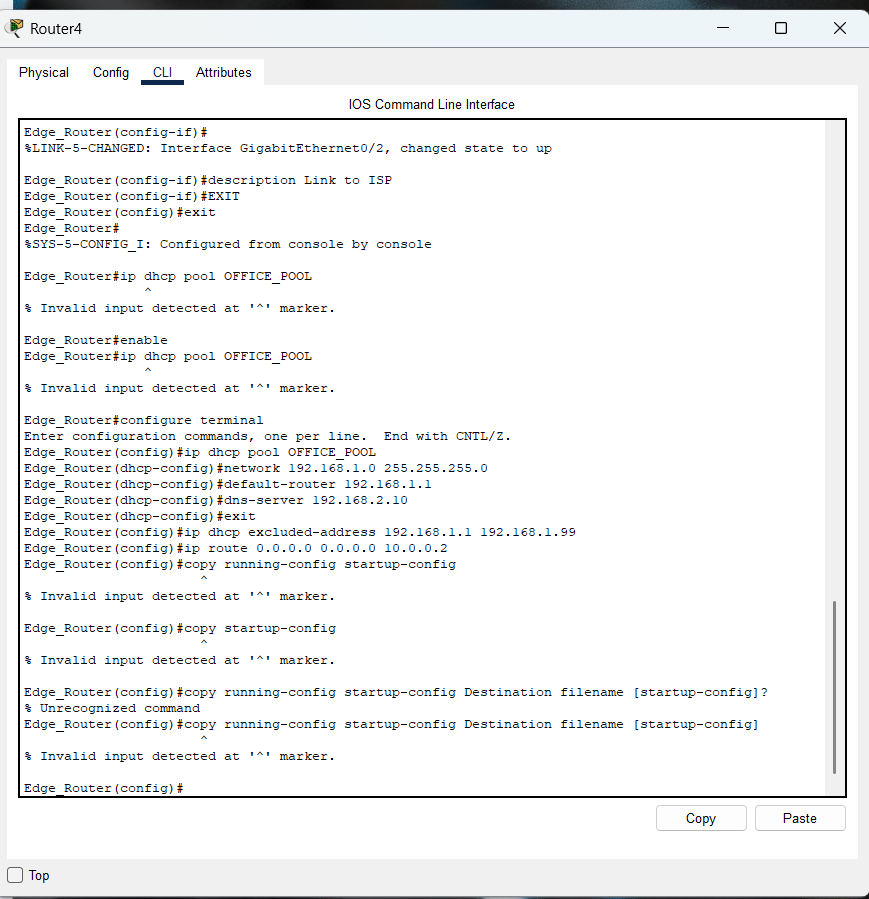 Router4
Physical Config CLI Attributes
IOS Command Line Interface
Edge_Router(config-if)#
%LINK-5-CHANGED: Interface GigabitEthernet0/2, changed state to up
Edge_Router(config-if)#description Link to ISP
Edge_Router(config-if)#EXIT
Edge_Router(config)#exit
Edge_Router#
%SYS-5-CONFIG_I: Configured from console by console
Edge_Router#ip dhcp pool OFFICE_POOL
^
% Invalid input detected at '^' marker.
Edge_Router#enable
Edge_Router#ip dhcp pool OFFICE_POOL
^
% Invalid input detected at '^' marker.
Edge_Router#configure terminal
Enter configuration commands, one per line.  End with CNTL/Z.
Edge_Router(config)#ip dhcp pool OFFICE_POOL
Edge_Router(dhcp-config)#network 192.168.1.0 255.255.255.0
Edge_Router(dhcp-config)#default-router 192.168.1.1
Edge_Router(dhcp-config)#dns-server 192.168.2.10
Edge_Router(dhcp-config)#exit
Edge_Router(config)#ip dhcp excluded-address 192.168.1.1 192.168.1.99
Edge_Router(config)#ip route 0.0.0.0 0.0.0.0 10.0.0.2
Edge_Router(config)#copy running-config startup-config
^
% Invalid input detected at '^' marker.
Edge_Router(config)#copy startup-config
^
% Invalid input detected at '^' marker.
Edge_Router(config)#copy running-config startup-config Destination filename [startup-config]?
% Unrecognized command
Edge_Router(config)#copy running-config startup-config Destination filename [startup-config]
^
% Invalid input detected at '^' marker.
Edge_Router(config)#
Copy Paste
Top